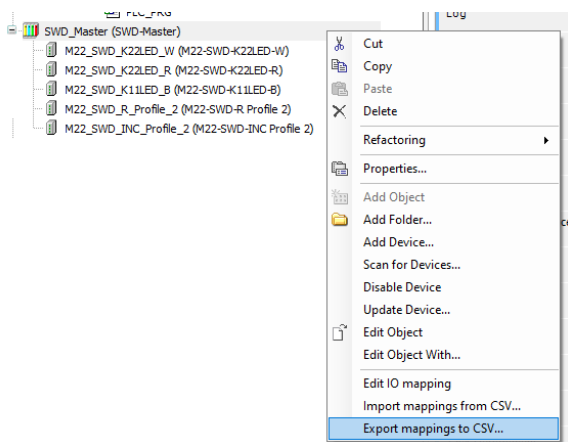 PLC_PRG
SWD_Master (SWD-Master)
M22_SWD_K22LED_W (M22-SWD-K22LED-W)
M22_SWD_K22LED_R (M22-SWD-K22LED-R)
M22_SWD_K11LED_B (M22-SWD-K11LED-B)
M22_SWD_R_Profile_2 (M22-SWD-R Profile 2)
M22_SWD_INC_Profile_2 (M22-SWD-INC Profile 2)
Log
Cut
Copy
Paste
Delete
Refactoring
Properties...
Add Object
Add Folder...
Add Device...
Scan for Devices...
Disable Device
Update Device...
Edit Object
Edit Object With...
Edit IO mapping
Import mappings from CSV...
Export mappings to CSV...